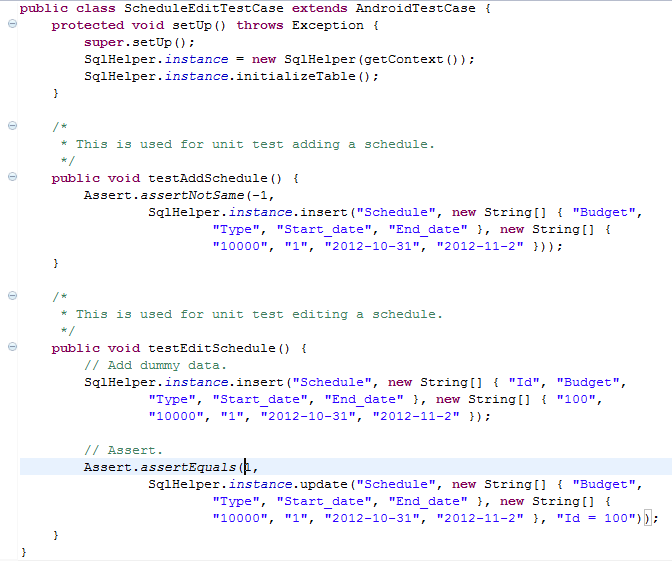 public class ScheduleEditTestCase extends AndroidTestCase {
    protected void setUp() throws Exception {
        super.setUp();
        SqlHelper.instance = new SqlHelper(getContext());
        SqlHelper.instance.initializeTable();
    }

    /*
     * This is used for unit test adding a schedule.
     */
    public void testAddSchedule() {
        Assert.assertNotSame(-1,
                SqlHelper.instance.insert("Schedule", new String[] { "Budget",
                        "Type", "Start_date", "End_date" }, new String[] {
                        "10000", "1", "2012-10-31", "2012-11-2" }));
    }

    /*
     * This is used for unit test editing a schedule.
     */
    public void testEditSchedule() {
        // Add dummy data.
        SqlHelper.instance.insert("Schedule", new String[] { "Id", "Budget",
                "Type", "Start_date", "End_date" }, new String[] { "100",
                "10000", "1", "2012-10-31", "2012-11-2" });

        // Assert.
        Assert.assertEquals(1,
                SqlHelper.instance.update("Schedule", new String[] { "Budget",
                        "Type", "Start_date", "End_date" }, new String[] {
                        "10000", "1", "2012-10-31", "2012-11-2" }, "Id = 100"));
    }
}